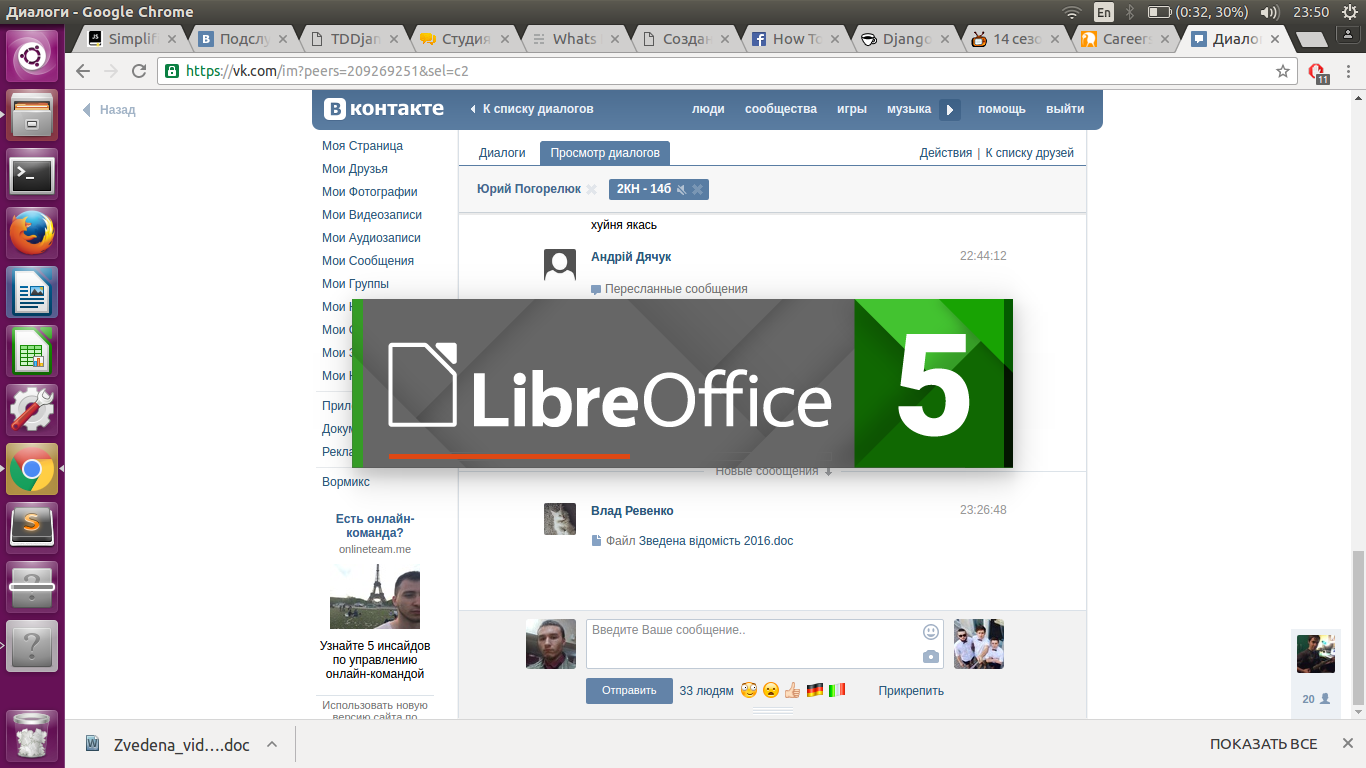 Диалоги - Google Chrome
En
(0:32, 30%)
23:50
JS
Simplif
Подслу
TDDjan
Студия
Whats
Создан
How To
Django
14 сезо
Careers
Диало
https://vk.com/im?peers=209269251&sel=c2
11
Назад
В контакте
К списку диалогов
люди
сообщества
игры
музыка
помощь
выйти
Моя Страница
Мои Друзья
Мои Фотографии
Мои Видеозаписи
Мои Аудиозаписи
Мои Сообщения
Мои Группы
Мои
Мои
Мои
Мои
Вормикс
Есть онлайн-
команда?
onlineteam.me
Узнайте 5 инсайдов
по управлению
онлайн-командой
Использовать новую
версию сайта по
Диалоги
Просмотр диалогов
Действия | К списку друзей
Юрий Погорелюк
2КН - 14б
хуйня якась
Андрій Дячук
22:44:12
Пересланные сообщения
LibreOffice 5
Новые сообщения
Влад Ревенко
23:26:48
Файл Зведена відомість 2016.doc
Введите Ваше сообщение..
Отправить
33 людям
Прикрепить
20
Zvedena_vid....doc
ПОКАЗАТЬ ВСЕ